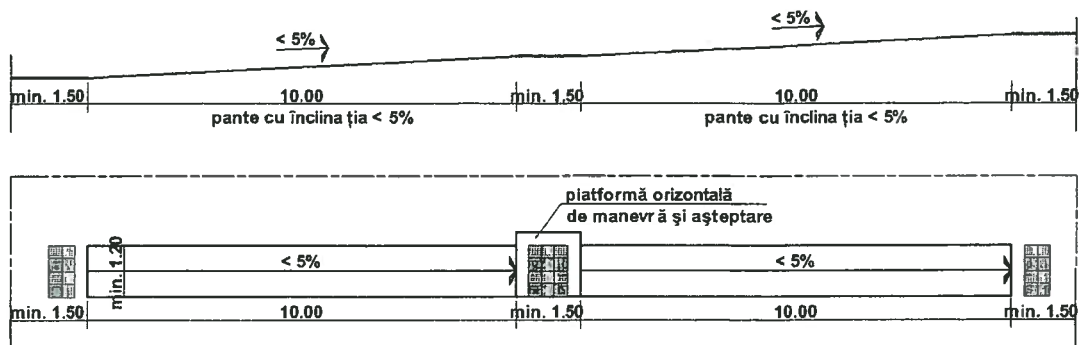 < 5%
< 5%
min. 1.50 10.00 min. 1.50 10.00 min. 1.50
pante cu înclina ția < 5% pante cu înclina ția < 5%
platformă orizontală
de manevr ă și așteptare
min. 1.20
< 5% < 5%
min. 1.50 10.00 min. 1.50 10.00 min. 1.50